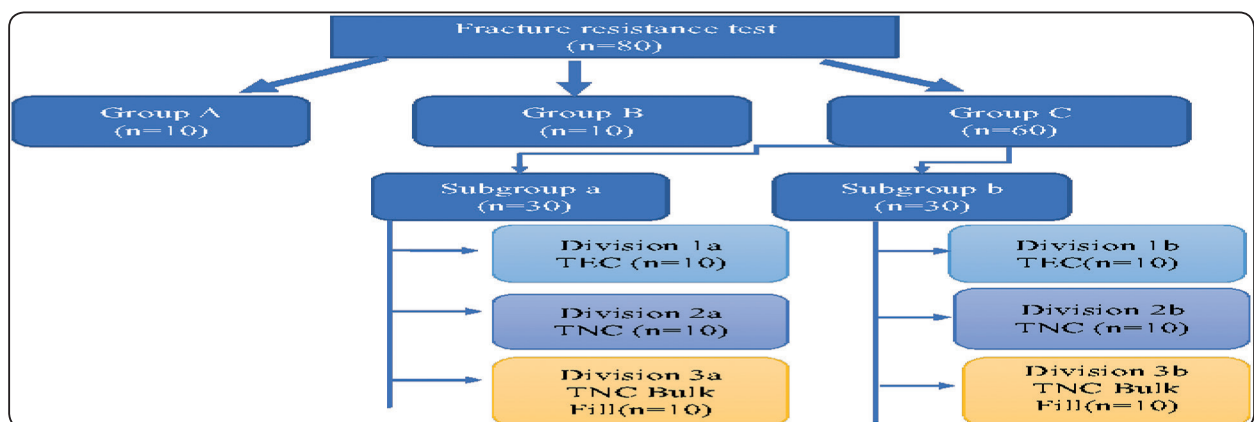 Fracture resistance test
(n=80)
Group A
(n=10)
Group B
(n=10)
Group C
(n=60)
Subgroup a
(n=30)
Subgroup b
(n=30)
Division 1a
TEC (n=10)
Division 1b
TEC(n=10)
Division 2a
TNC (n=10)
Division 2b
TNC (n=10)
Division 3a
TNC Bulk
Fill(n=10)
Division 3b
TNC Bulk
Fill(n=10)